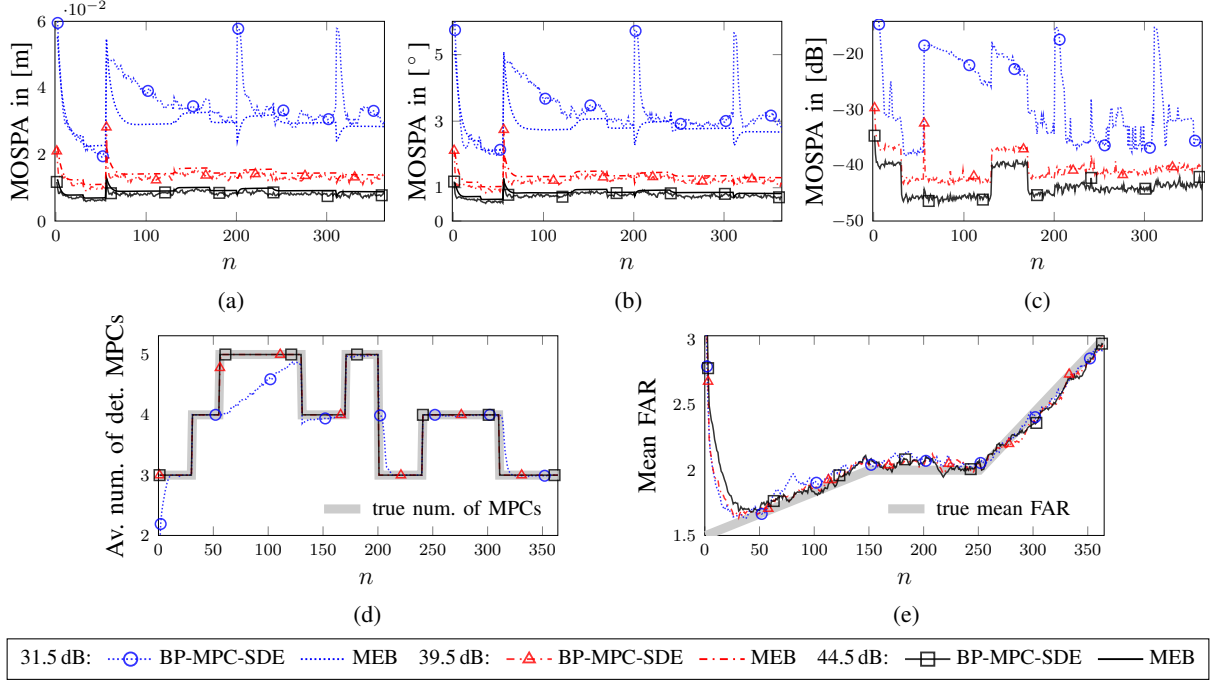 ·10⁻²
6
4
2
0
0
100
200
300
MOSPA in [m]
n
(a)
5
3
1
0
0
100
200
300
MOSPA in [°]
n
(b)
−20
−30
−40
−50
0
100
200
300
MOSPA in [dB]
n
(c)
5
4
3
2
0
50
100
150
200
250
300
350
Av. num. of det. MPCs
true num. of MPCs
n
(d)
3
2.5
2
1.5
0
50
100
150
200
250
300
350
Mean FAR
true mean FAR
n
(e)
31.5 dB: BP-MPC-SDE MEB 39.5 dB: BP-MPC-SDE MEB 44.5 dB: BP-MPC-SDE MEB